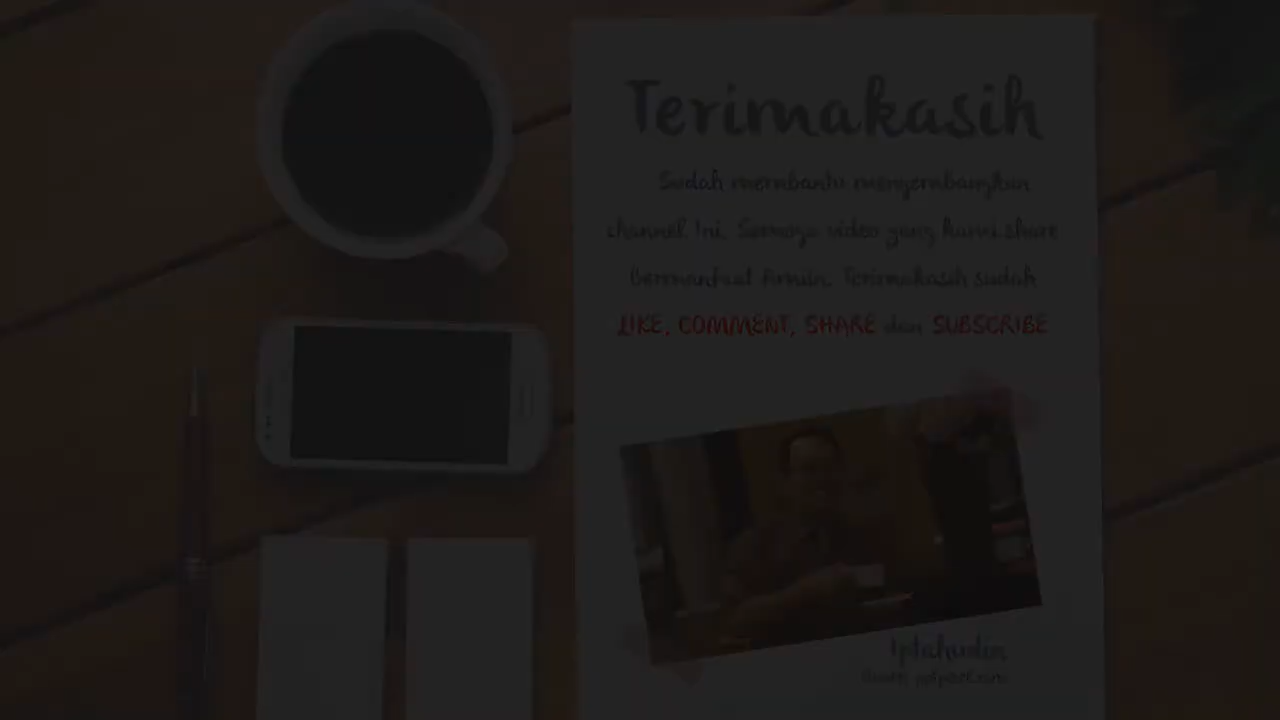 Terimakasih
Sudah membantu mengembangkan
channel Ini. Semoga video yang kami share
Bermanfaat Amin. Terimakasih sudah
LIKE, COMMENT, SHARE dan SUBSCRIBE
Iptahudin